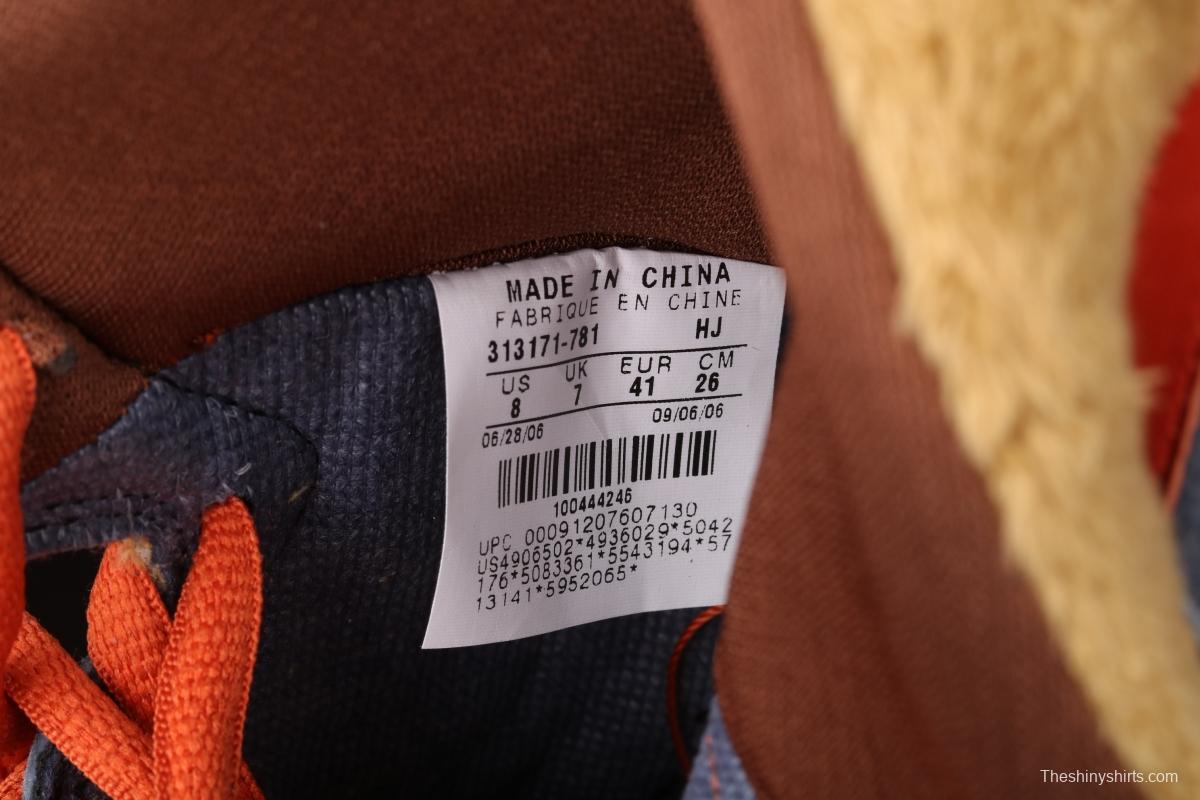 MADE IN CHINA
FABRIQUE EN CHINE
313171-781 HJ
US UK EUR CM
8 7 41 26
06/28/06 09/06/06
100444246
UPC 00091207607130
US4906502*4936029*5042
176*5083361*5543194*57
13141*5952065*
Theshinyshirts.com